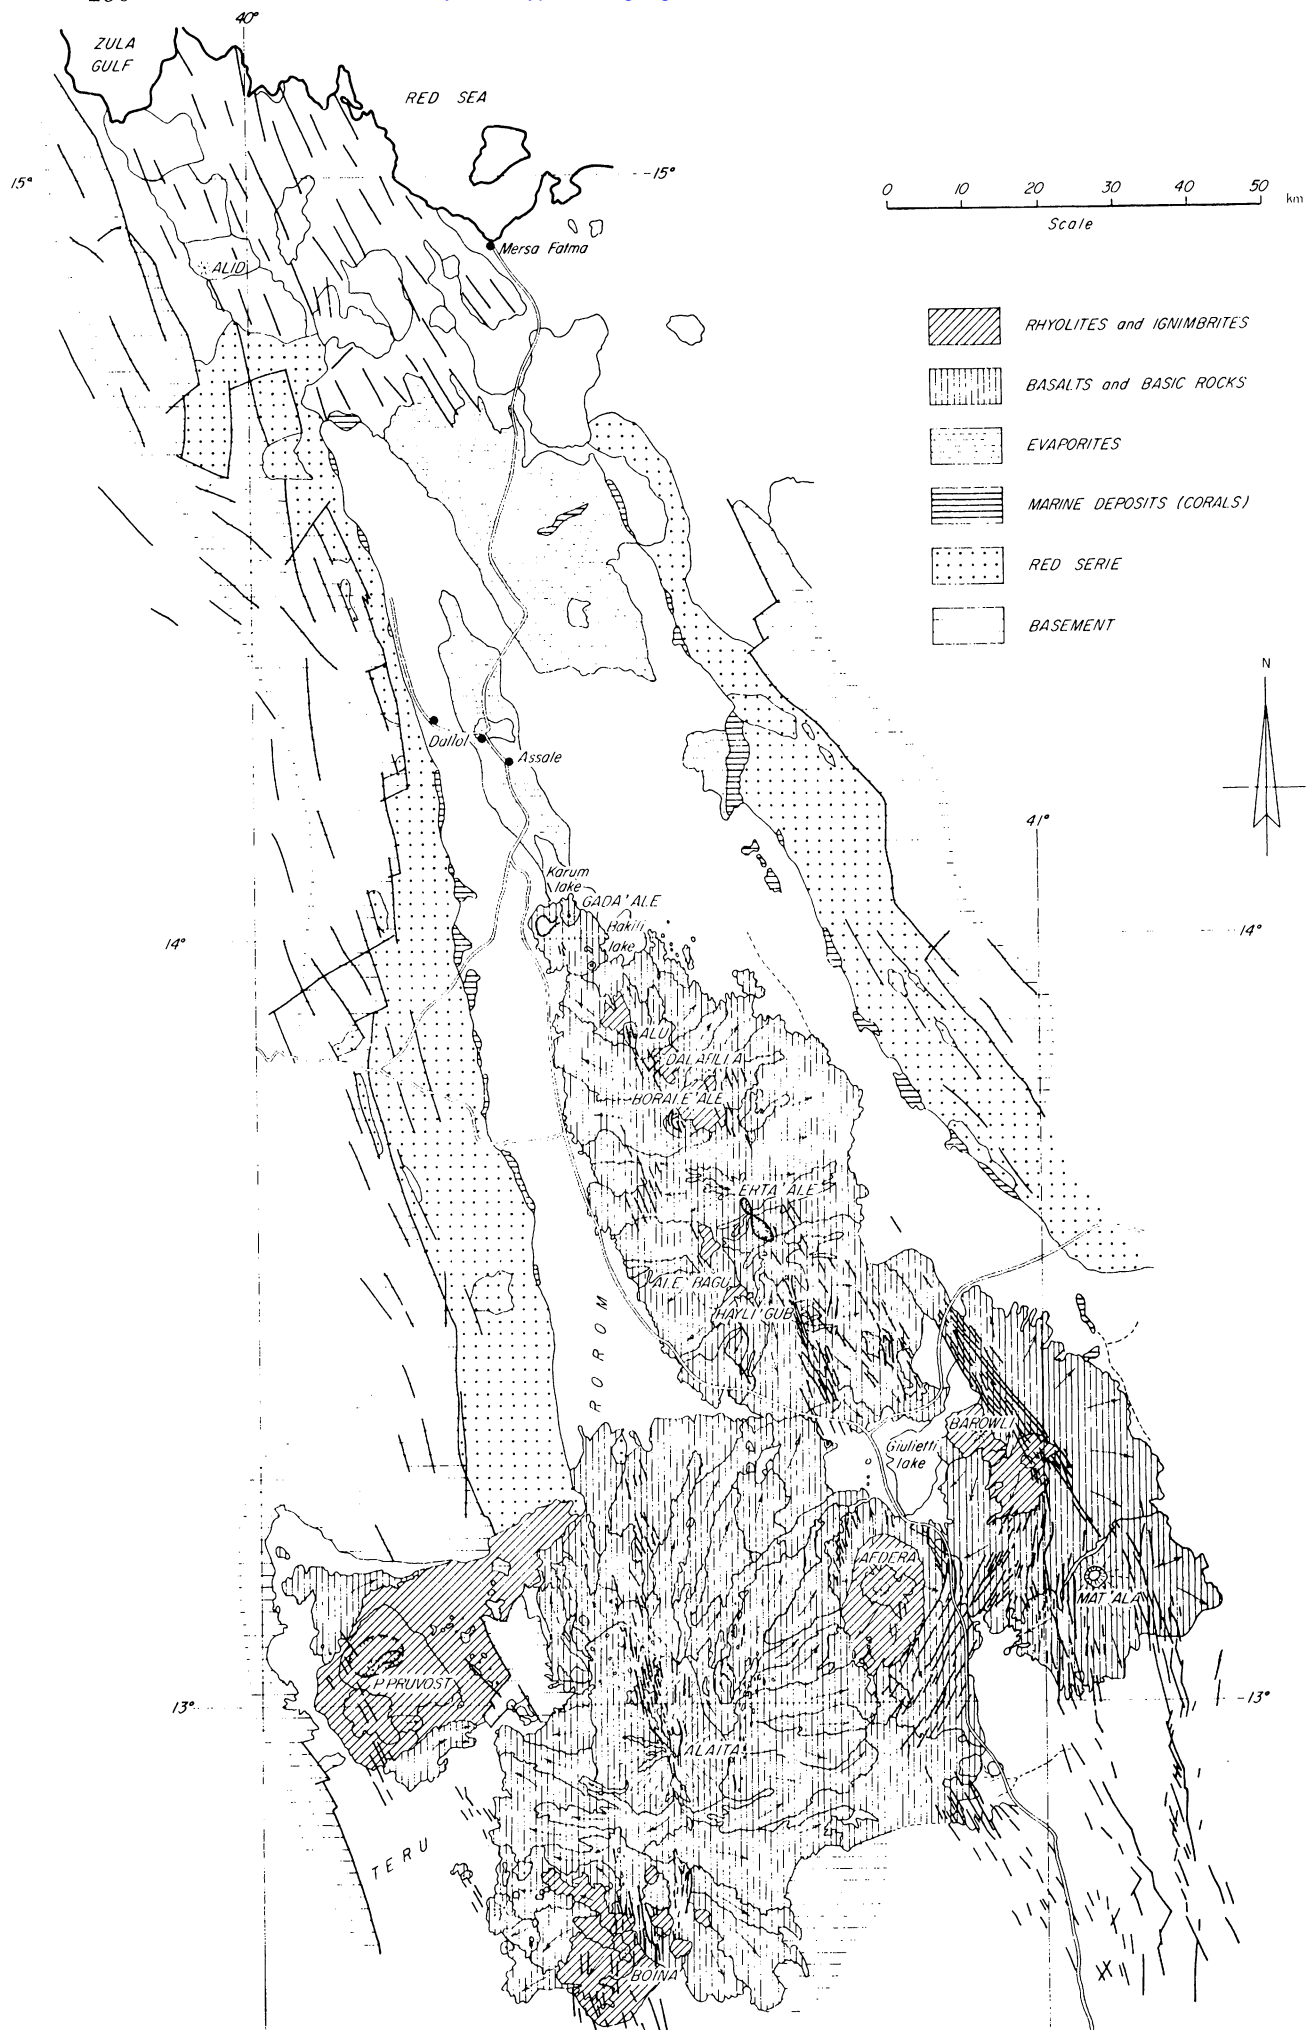 40°
ZULA
GULF
RED SEA
15°
15°
0 10 20 30 40 50 km
Scale
Mersa Fatma
ALID
RHYOLITES and IGNIMBRITES
BASALTS and BASIC ROCKS
EVAPORITES
MARINE DEPOSITS (CORALS)
RED SERIE
BASEMENT
N
Dallol
Assale
41°
Karum
lake
GADA'ALE
Hakili
lake
14°
14°
ALU
DALAFILLA
BORALE'ALE
ERTA'ALE
ALE BAGU
HAYLI GUB
ROROM
BAROWLI
Giulietti
lake
AFDERA
MAT'ALA
P.PRUVOST
13°
13°
ALAITA
TERU
BOINA